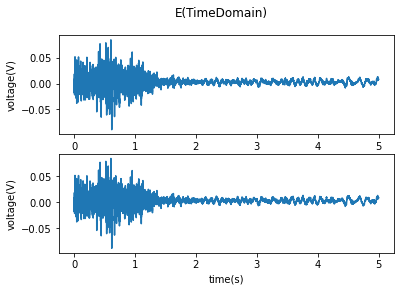 E(TimeDomain)
voltage(V)
0.05
0.00
−0.05
0 1 2 3 4 5
voltage(V)
0.05
0.00
−0.05
0 1 2 3 4 5
time(s)